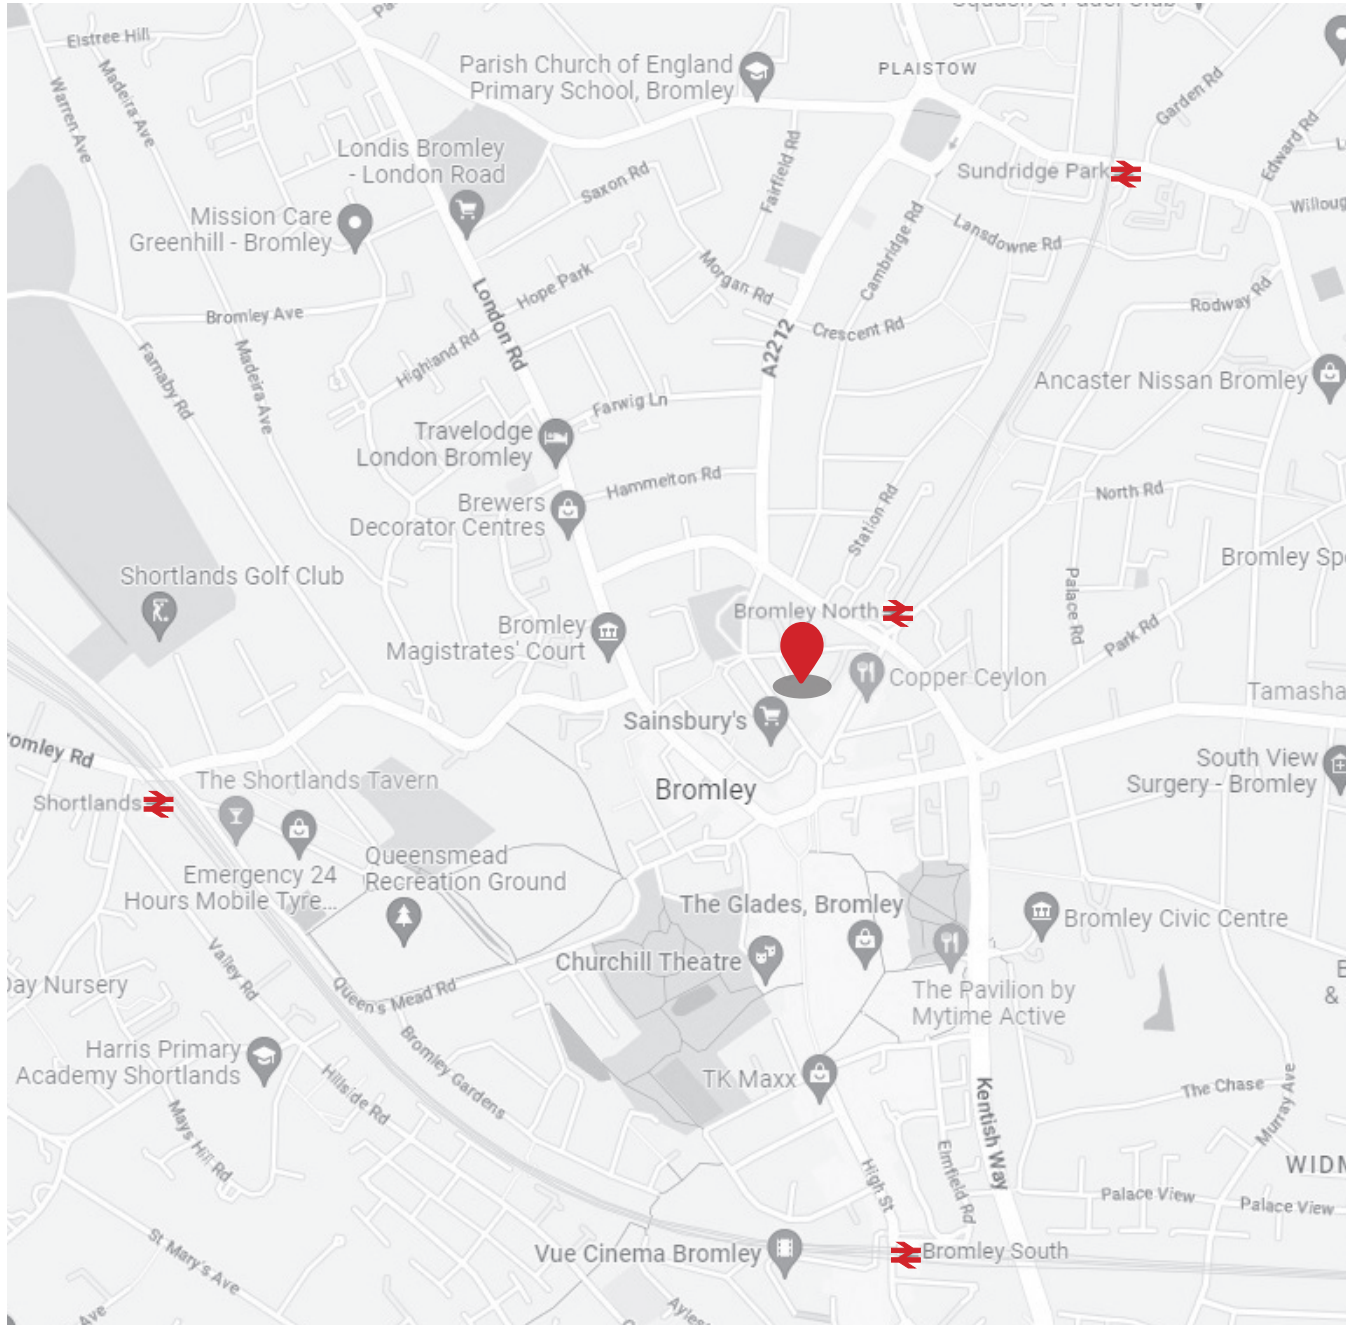 Elstree Hill
Warren Ave
Madeira Ave
Parish Church of England
Primary School, Bromley
PLAISTOW
Garden Rd
Edward Rd
Londis Bromley
- London Road
Saxon Rd
Fairfield Rd
Sundridge Park
Mission Care
Greenhill - Bromley
Cambridge Rd
Lansdowne Rd
Morgan Rd
Hope Park
London Rd
Bromley Ave
Highland Rd
A2212
Crescent Rd
Rodway Rd
Farnaby Rd
Madeira Ave
Ancaster Nissan Bromley
Farwig Ln
Travelodge
London Bromley
Hammelton Rd
North Rd
Brewers
Decorator Centres
Station Rd
Shortlands Golf Club
Palace Rd
Park Rd
Bromley North
Bromley
Magistrates' Court
Copper Ceylon
Tamasha
Sainsbury's
Bromley
South View
Surgery - Bromley
omley Rd
The Shortlands Tavern
Shortlands
Emergency 24
Hours Mobile Tyre...
Queensmead
Recreation Ground
The Glades, Bromley
Bromley Civic Centre
Churchill Theatre
The Pavilion by
Mytime Active
Day Nursery
Valley Rd
Queen's Mead Rd
Harris Primary
Academy Shortlands
Bromley Gardens
Hillside Rd
TK Maxx
Mays Hill Rd
Kentish Way
The Chase
Murray Ave
High St
Elmfield Rd
Palace View
Palace View
St Mary's Ave
Vue Cinema Bromley
Bromley South